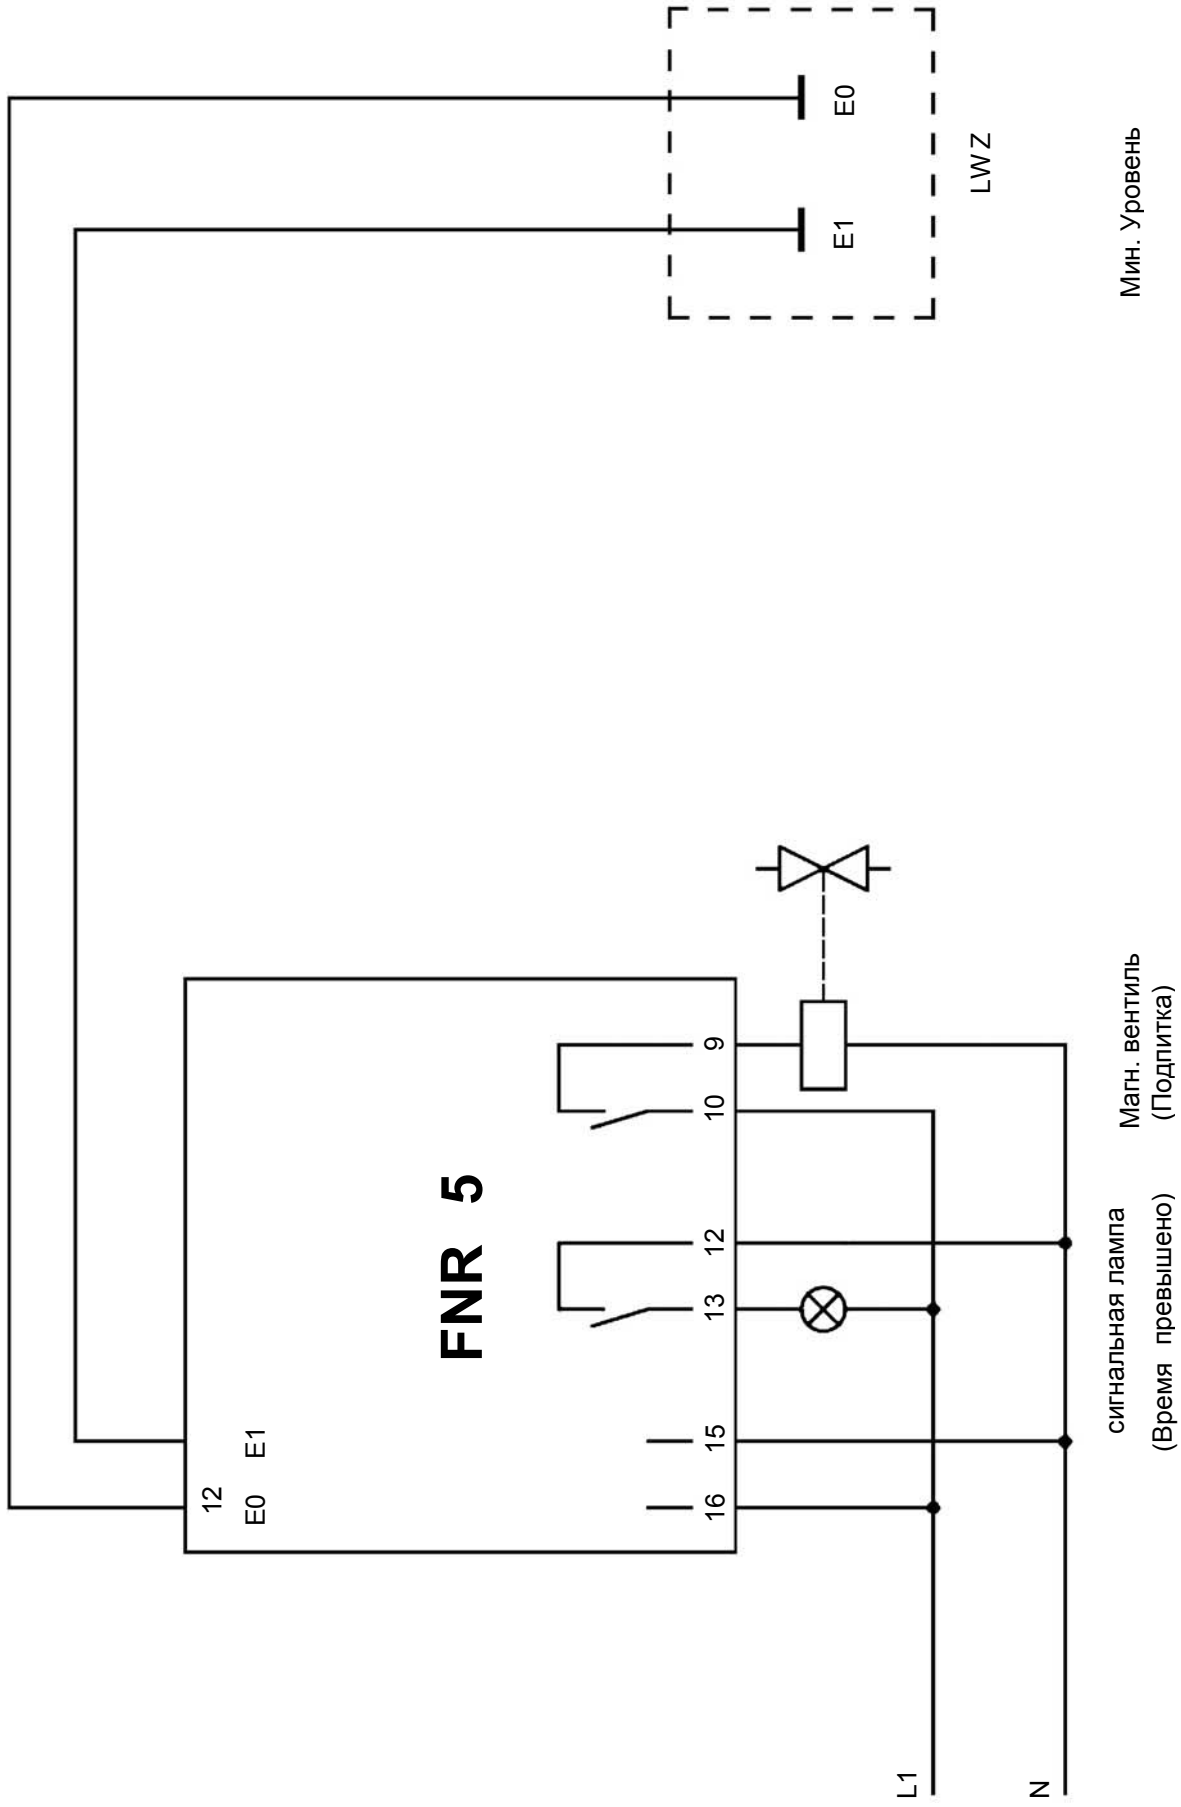 12
E0 E1
FNR 5
16 15 13 12 10 9
E1 E0
LWZ
L1
N
сигнальная лампа
(Время превышено)
Магн. вентиль
(Подпитка)
Мин. Уровень